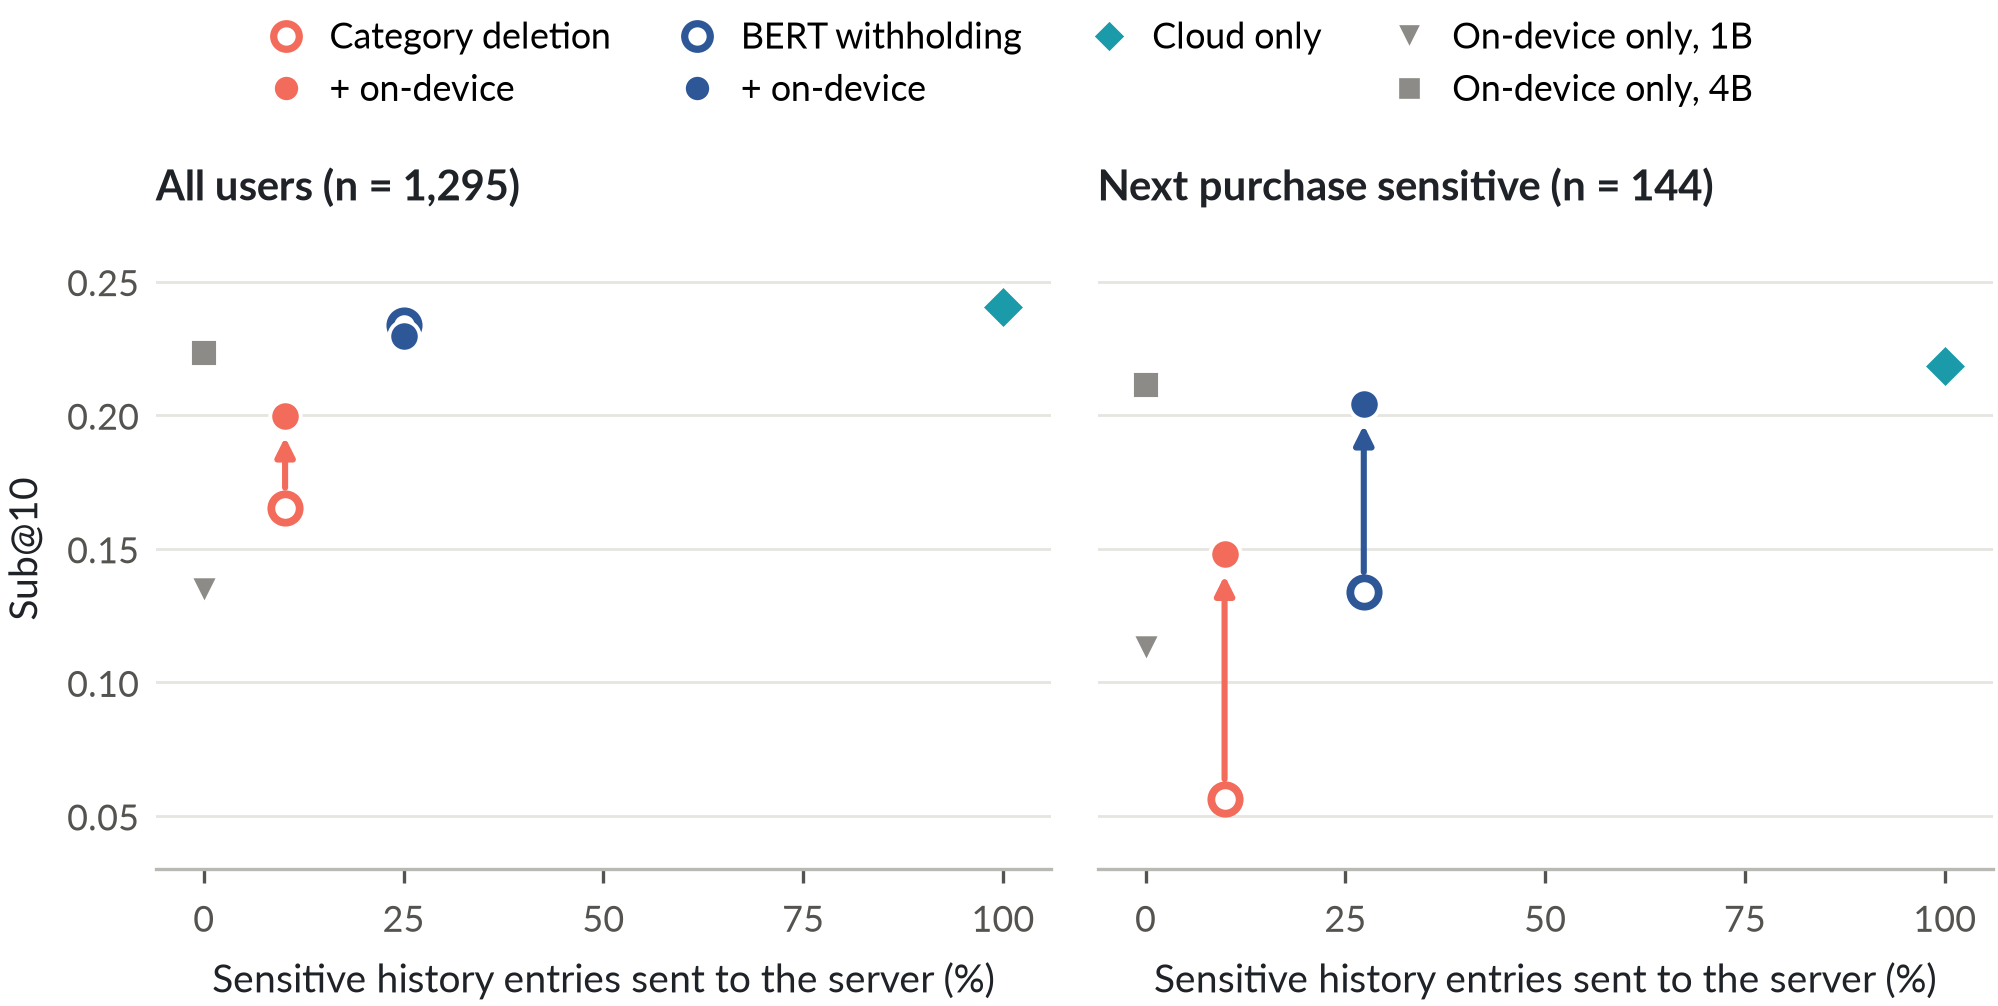 Category deletion
+ on-device
BERT withholding
+ on-device
Cloud only
On-device only, 1B
On-device only, 4B
All users (n = 1,295)
Next purchase sensitive (n = 144)
Sub@10
0.25
0.20
0.15
0.10
0.05
0 25 50 75 100
0 25 50 75 100
Sensitive history entries sent to the server (%)
Sensitive history entries sent to the server (%)